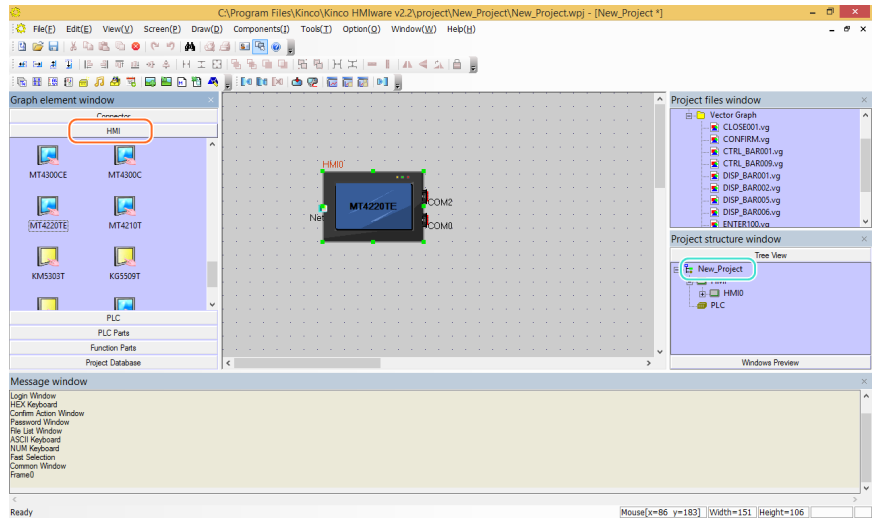 C:\Program Files\Kinco\Kinco HMIware v2.2\project\New_Project\New_Project.wpj - [New_Project *]
File(F) Edit(E) View(V) Screen(P) Draw(D) Components(I) Tools(T) Option(O) Window(W) Help(H)
Graph element window
Connector
HMI
MT4300CE MT4300C
MT4220TE MT4210T
KM5303T KG5509T
PLC
PLC Parts
Function Parts
Project Database
HMI0
MT4220TE
Net
COM2
COM0
Project files window
Vector Graph
CLOSE001.vg
CONFIRM.vg
CTRL_BAR001.vg
CTRL_BAR009.vg
DISP_BAR001.vg
DISP_BAR002.vg
DISP_BAR005.vg
DISP_BAR006.vg
ENTER100.vg
Project structure window
Tree View
New_Project
HMI
HMI0
PLC
Windows Preview
Message window
Login Window
HEX Keyboard
Confirm Action Window
Password Window
File List Window
ASCII Keyboard
NUM Keyboard
Fast Selection
Common Window
Frame0
Ready
Mouse[x=86 y=183] Width=151 Height=106